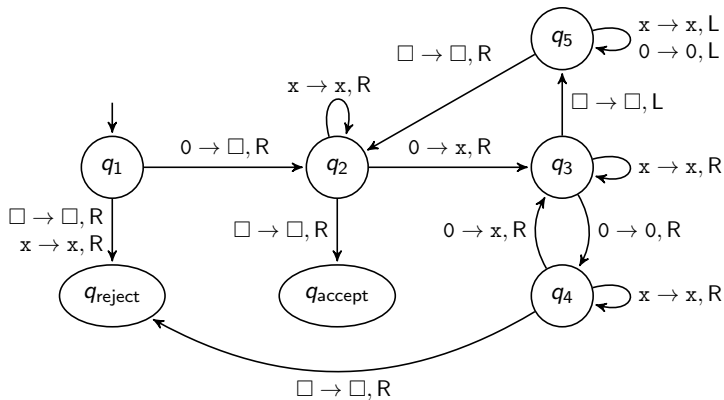 q5
x → x, L
0 → 0, L
□ → □, R
x → x, R
□ → □, L
q1
0 → □, R
q2
0 → x, R
q3
x → x, R
□ → □, R
x → x, R
□ → □, R
0 → x, R
0 → 0, R
qreject
qaccept
q4
x → x, R
□ → □, R